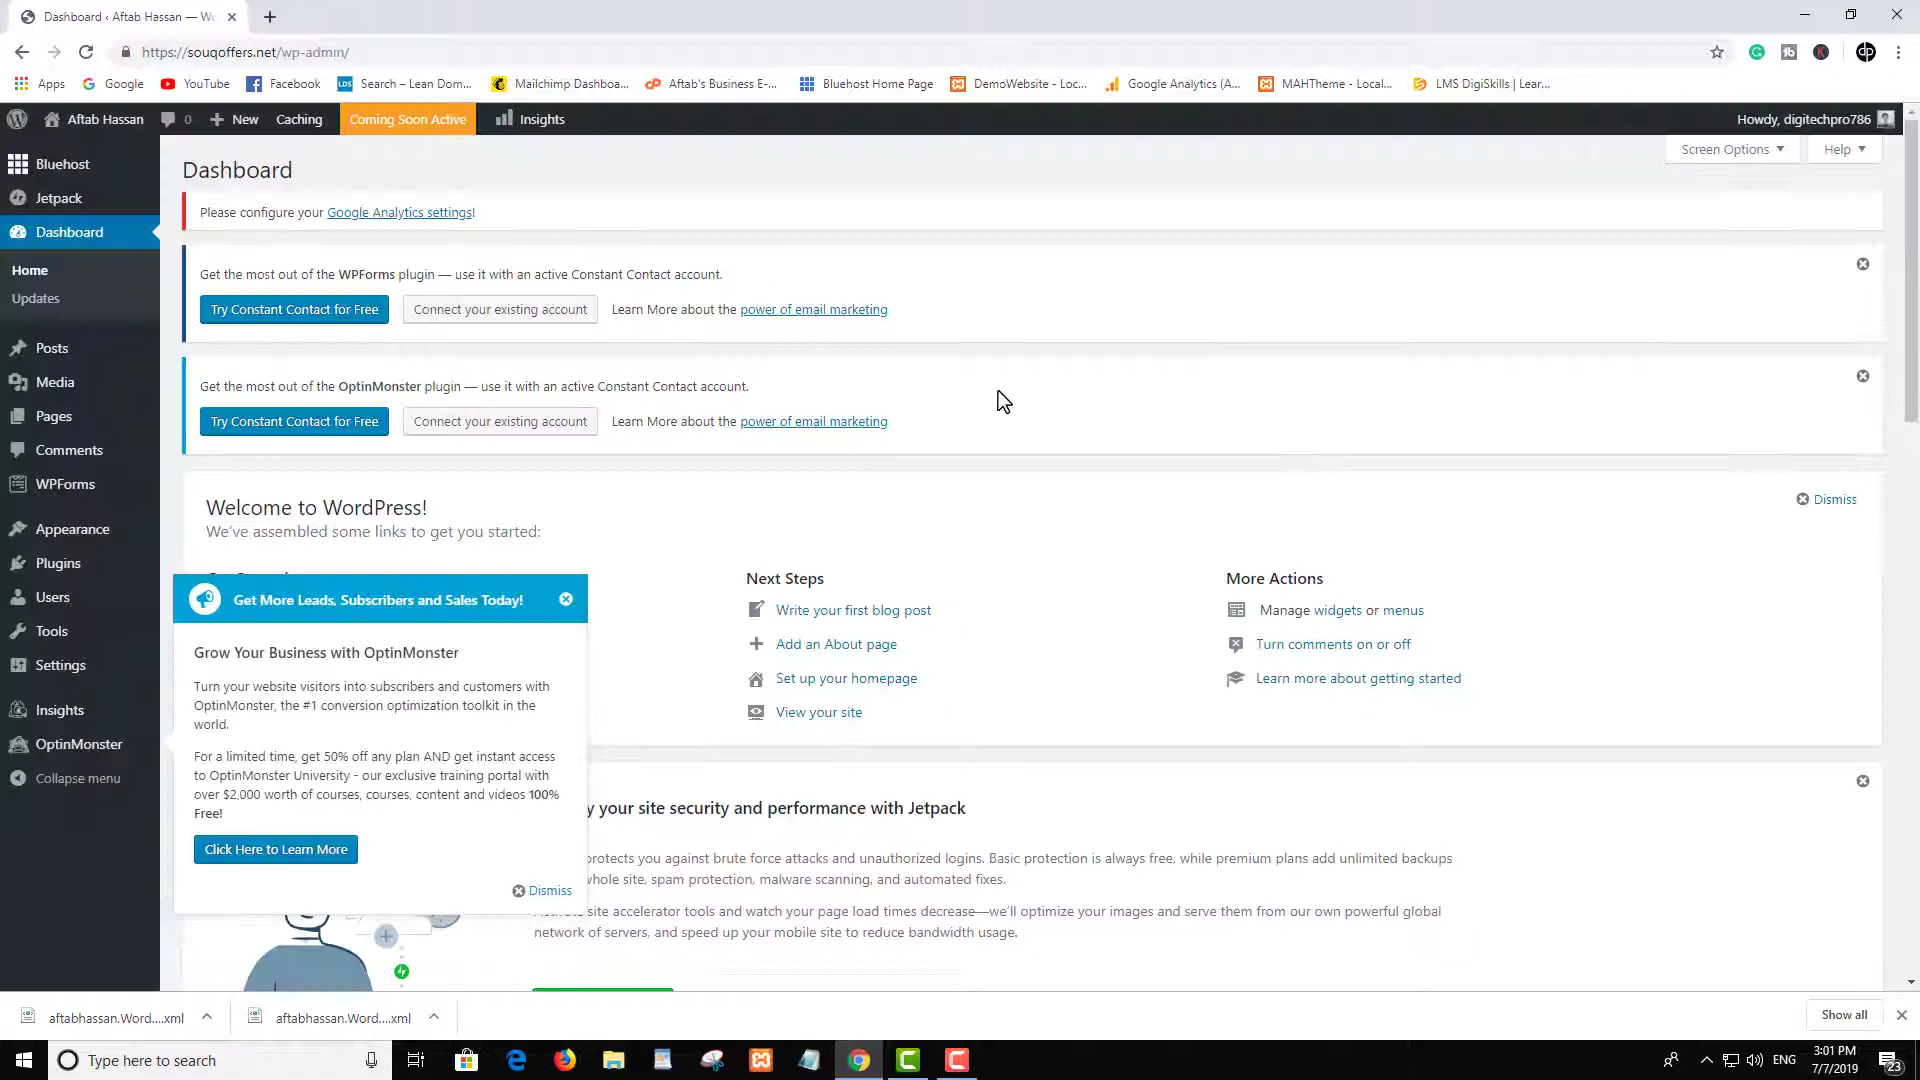 Dashboard ‹ Aftab Hassan — Wo
https://souqoffers.net/wp-admin/
Apps Google YouTube Facebook Search – Lean Dom... Mailchimp Dashboa... Aftab's Business E-... Bluehost Home Page DemoWebsite - Loc... Google Analytics (A... MAHTheme - Local... LMS DigiSkills | Lear...
Aftab Hassan 0 New Caching Coming Soon Active Insights Howdy, digitechpro786
Screen Options Help
Bluehost
Jetpack
Dashboard
Home
Updates
Posts
Media
Pages
Comments
WPForms
Appearance
Plugins
Users
Tools
Settings
Insights
OptinMonster
Collapse menu
Dashboard
Please configure your Google Analytics settings!
Get the most out of the WPForms plugin — use it with an active Constant Contact account.
Try Constant Contact for Free Connect your existing account Learn More about the power of email marketing
Get the most out of the OptinMonster plugin — use it with an active Constant Contact account.
Try Constant Contact for Free Connect your existing account Learn More about the power of email marketing
Welcome to WordPress!
Dismiss
We've assembled some links to get you started:
Next Steps
Write your first blog post
Add an About page
Set up your homepage
View your site
More Actions
Manage widgets or menus
Turn comments on or off
Learn more about getting started
Get More Leads, Subscribers and Sales Today!
Grow Your Business with OptinMonster
Turn your website visitors into subscribers and customers with
OptinMonster, the #1 conversion optimization toolkit in the
world.
For a limited time, get 50% off any plan AND get instant access
to OptinMonster University - our exclusive training portal with
over $2,000 worth of courses, courses, content and videos 100%
Free!
Click Here to Learn More
Dismiss
y your site security and performance with Jetpack
protects you against brute force attacks and unauthorized logins. Basic protection is always free, while premium plans add unlimited backups
whole site, spam protection, malware scanning, and automated fixes.
site accelerator tools and watch your page load times decrease—we'll optimize your images and serve them from our own powerful global
network of servers, and speed up your mobile site to reduce bandwidth usage.
aftabhassan.Word....xml aftabhassan.Word....xml Show all
Type here to search
ENG
3:01 PM
7/7/2019
23